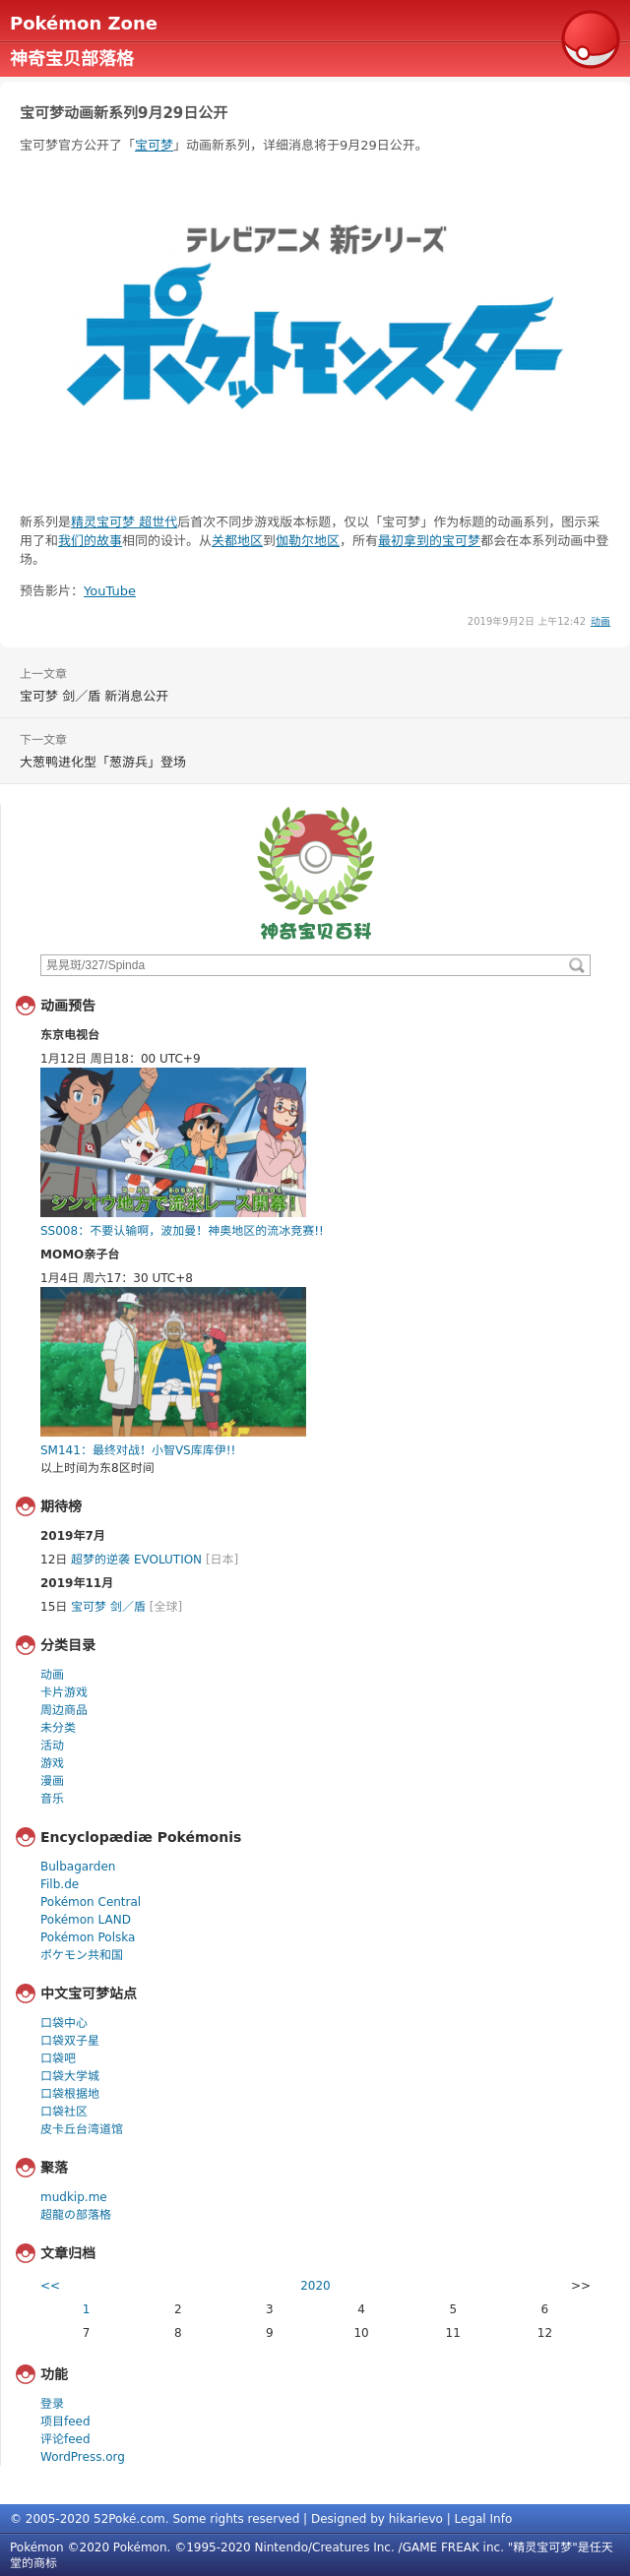 Pokémon Zone
神奇宝贝部落格
宝可梦动画新系列9月29日公开
宝可梦官方公开了「宝可梦」动画新系列，详细消息将于9月29日公开。
テレビアニメ 新シリーズ
ポケットモンスター
新系列是精灵宝可梦 超世代后首次不同步游戏版本标题，仅以「宝可梦」作为标题的动画系列，图示采
用了和我们的故事相同的设计。从关都地区到伽勒尔地区，所有最初拿到的宝可梦都会在本系列动画中登
场。
预告影片：YouTube
2019年9月2日 上午12:42 动画
上一文章
宝可梦 剑／盾 新消息公开
下一文章
大葱鸭进化型「葱游兵」登场
神奇宝贝百科
晃晃斑/327/Spinda
动画预告
东京电视台
1月12日 周日18：00 UTC+9
シンオウ地方で流氷レース開幕！
SS008：不要认输啊，波加曼！神奥地区的流冰竞赛!!
MOMO亲子台
1月4日 周六17：30 UTC+8
SM141：最终对战！小智VS库库伊!!
以上时间为东8区时间
期待榜
2019年7月
12日 超梦的逆袭 EVOLUTION [日本]
2019年11月
15日 宝可梦 剑／盾 [全球]
分类目录
动画
卡片游戏
周边商品
未分类
活动
游戏
漫画
音乐
Encyclopædiæ Pokémonis
Bulbagarden
Filb.de
Pokémon Central
Pokémon LAND
Pokémon Polska
ポケモン共和国
中文宝可梦站点
口袋中心
口袋双子星
口袋吧
口袋大学城
口袋根据地
口袋社区
皮卡丘台湾道馆
聚落
mudkip.me
超龍の部落格
文章归档
<< 2020 >>
1 2 3 4 5 6
7 8 9 10 11 12
功能
登录
项目feed
评论feed
WordPress.org
© 2005-2020 52Poké.com. Some rights reserved | Designed by hikarievo | Legal Info
Pokémon ©2020 Pokémon. ©1995-2020 Nintendo/Creatures Inc. /GAME FREAK inc. "精灵宝可梦"是任天
堂的商标